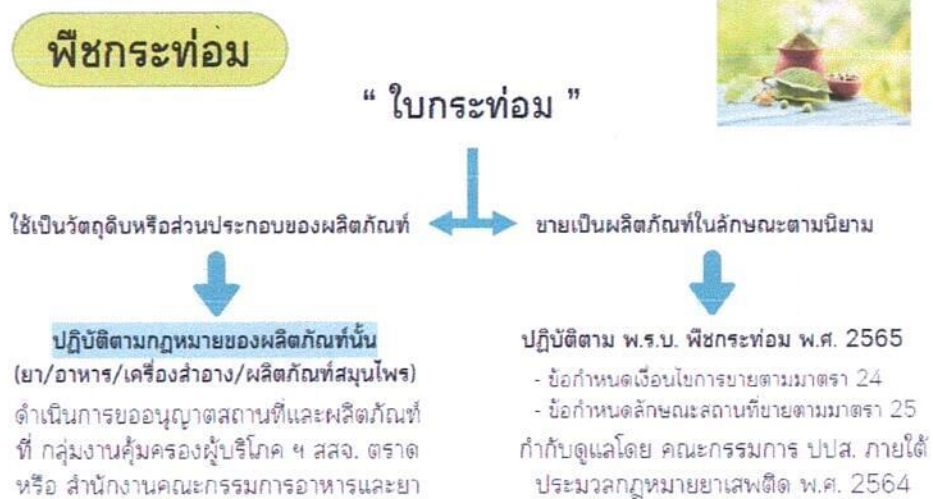 พืชกระท่อม
“ ใบกระท่อม ”
ใช้เป็นวัตถุดิบหรือส่วนประกอบของผลิตภัณฑ์
ปฏิบัติตามกฎหมายของผลิตภัณฑ์นั้น
(ยา/อาหาร/เครื่องสำอาง/ผลิตภัณฑ์สมุนไพร)
ดำเนินการขออนุญาตสถานที่และผลิตภัณฑ์
ที่ กลุ่มงานคุ้มครองผู้บริโภค ฯ สสจ. ตราด
หรือ สำนักงานคณะกรรมการอาหารและยา
ขายเป็นผลิตภัณฑ์ในลักษณะตามนิยาม
ปฏิบัติตาม พ.ร.บ. พืชกระท่อม พ.ศ. 2565
- ข้อกำหนดเงื่อนไขการขายตามมาตรา 24
- ข้อกำหนดลักษณะสถานที่ขายตามมาตรา 25
กำกับดูแลโดย คณะกรรมการ ปปส. ภายใต้
ประมวลกฎหมายยาเสพติด พ.ศ. 2564